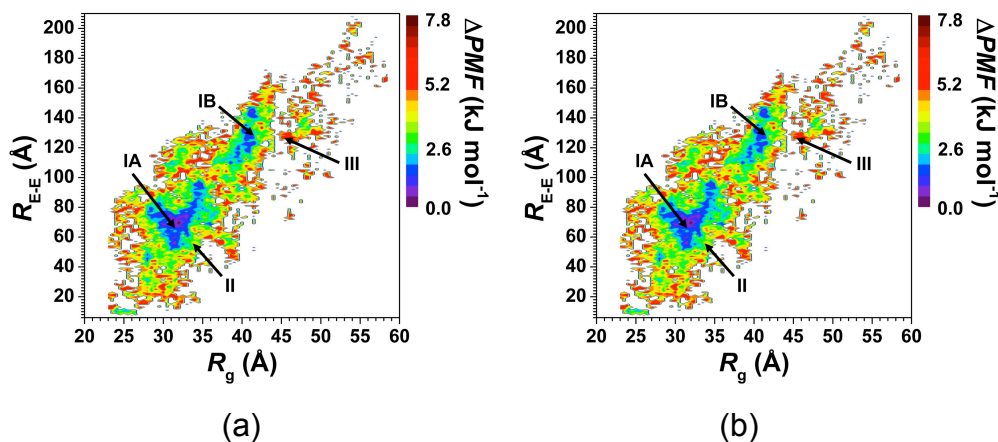 200
180
160
140
120
100
80
60
40
20
R_E-E (Å)
IB
IA
III
II
20 25 30 35 40 45 50 55 60
R_g (Å)
7.8
5.2
2.6
0.0
ΔPMF (kJ mol⁻¹)
(a)
200
180
160
140
120
100
80
60
40
20
R_E-E (Å)
IB
IA
III
II
20 25 30 35 40 45 50 55 60
R_g (Å)
7.8
5.2
2.6
0.0
ΔPMF (kJ mol⁻¹)
(b)